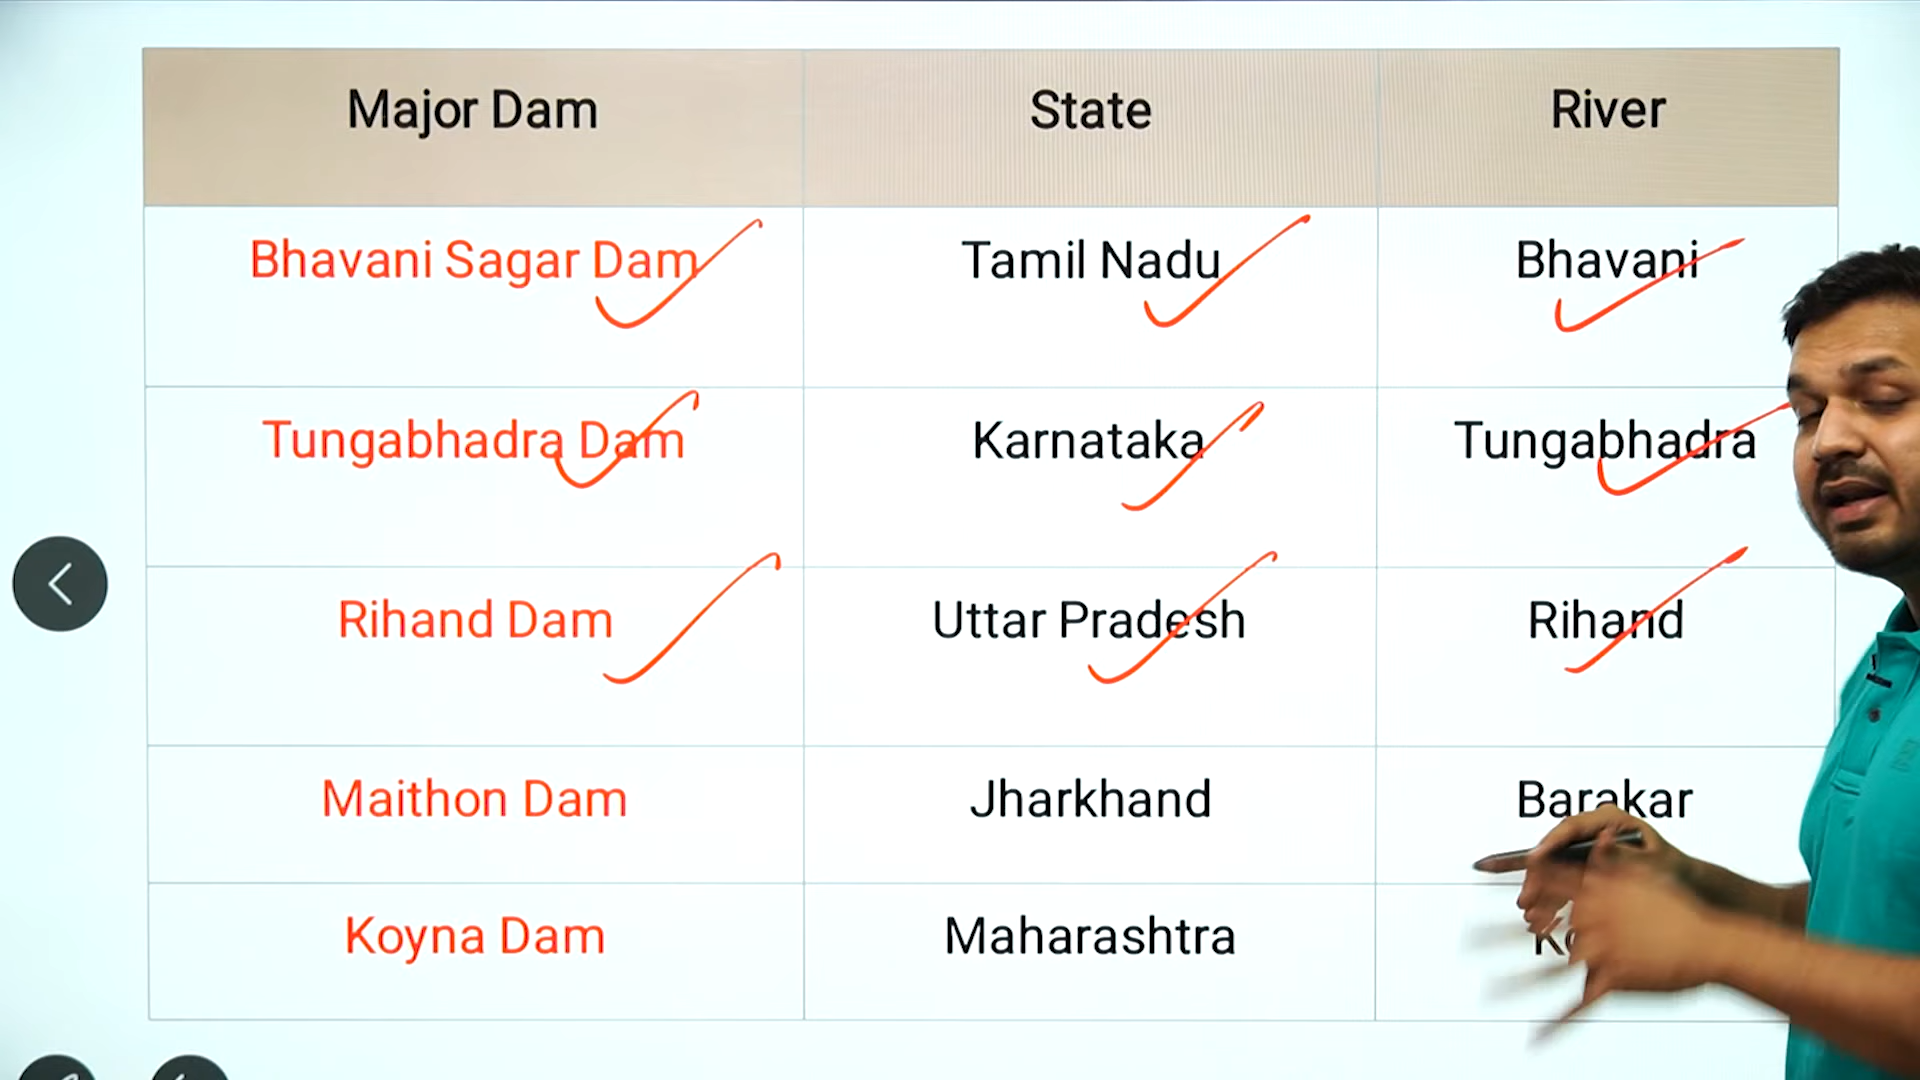 Major Dam State River
Bhavani Sagar Dam Tamil Nadu Bhavani
Tungabhadra Dam Karnataka Tungabhadra
Rihand Dam Uttar Pradesh Rihand
Maithon Dam Jharkhand Barakar
Koyna Dam Maharashtra